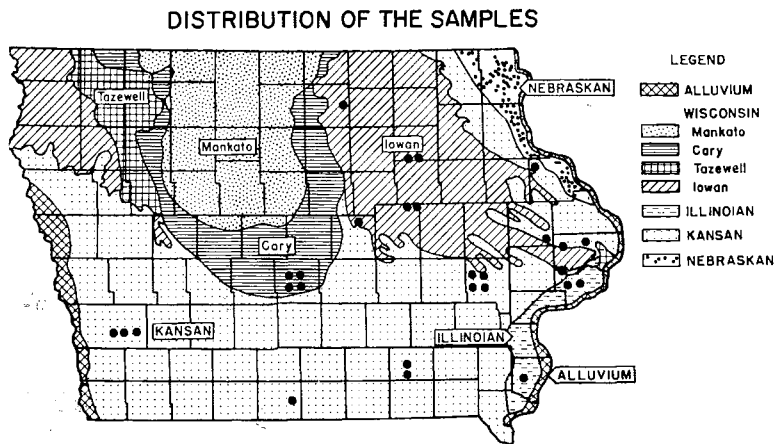 DISTRIBUTION OF THE SAMPLES
LEGEND
ALLUVIUM
WISCONSIN
Mankato
Cary
Tazewell
Iowan
ILLINOIAN
KANSAN
NEBRASKAN
NEBRASKAN
Tazewell
Mankato
Iowan
Cary
KANSAN
ILLINOIAN
ALLUVIUM